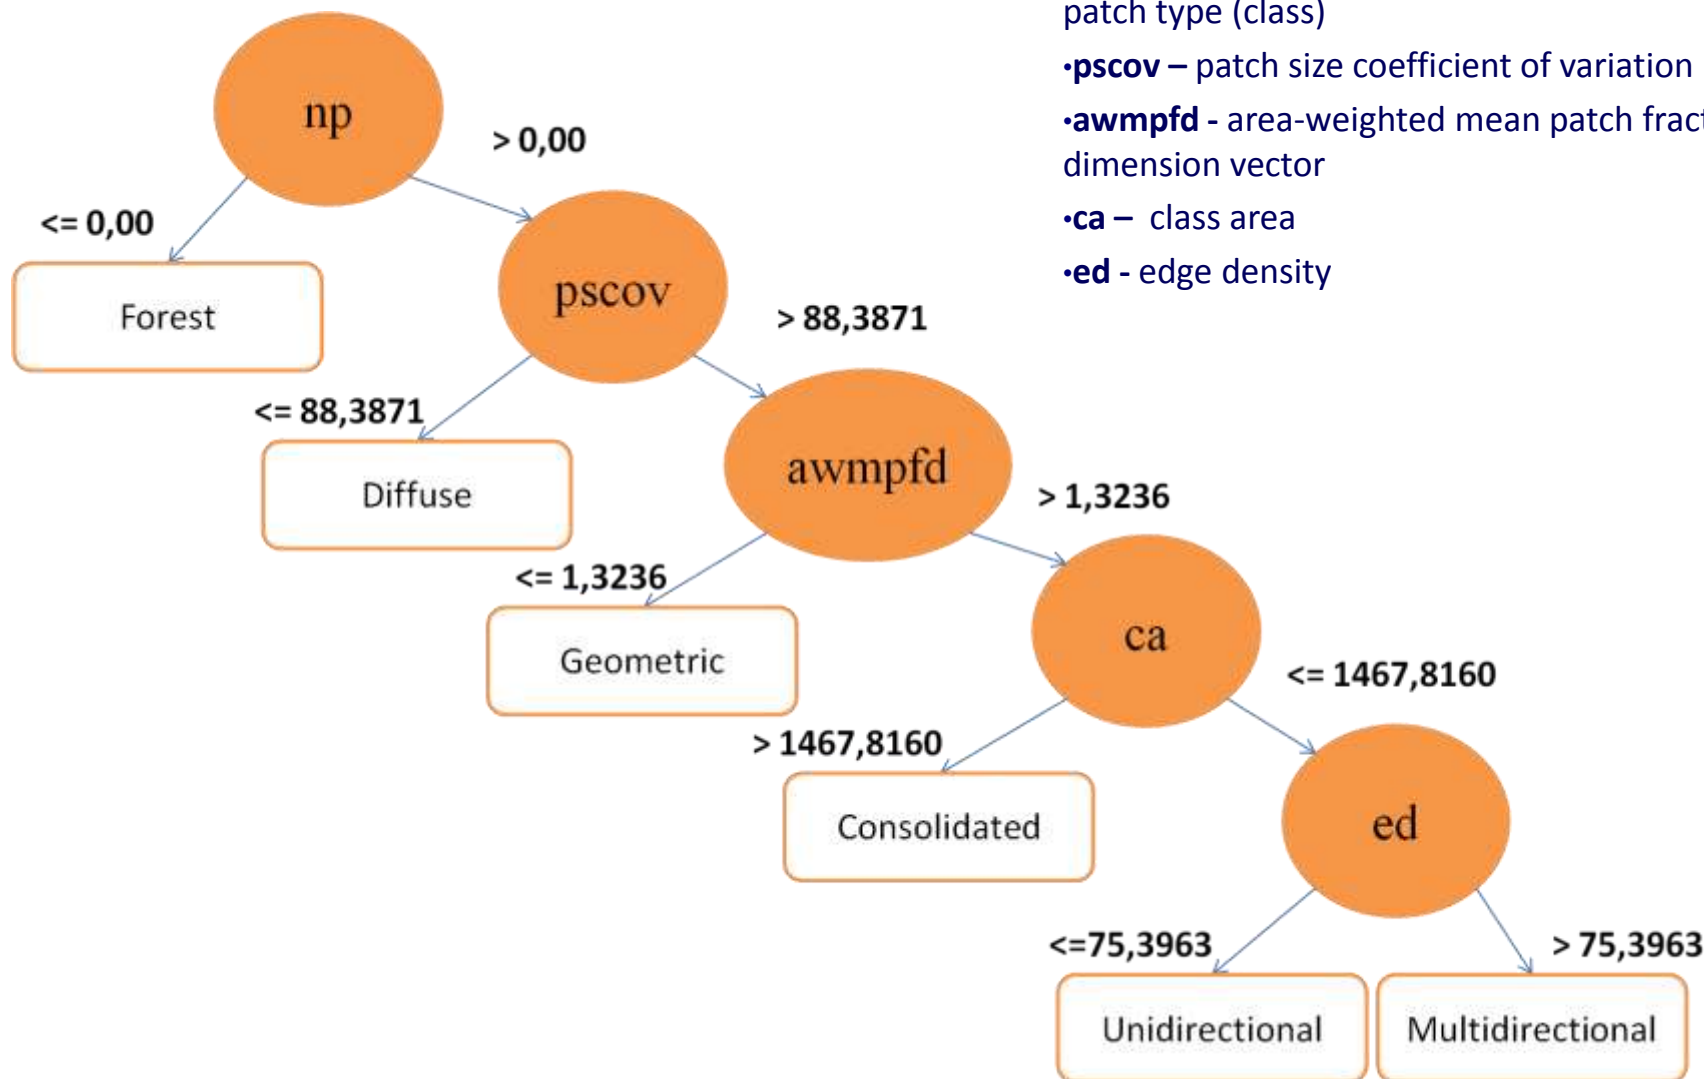 patch type (class)
•pscov – patch size coefficient of variation
•awmpfd - area-weighted mean patch
dimension vector
•ca – class area
•ed - edge density
np
> 0,00
<= 0,00
Forest
pscov
> 88,3871
<= 88,3871
Diffuse
awmpfd
> 1,3236
<= 1,3236
Geometric
ca
<= 1467,8160
> 1467,8160
Consolidated
ed
<=75,3963
> 75,3963
Unidirectional
Multidirectional